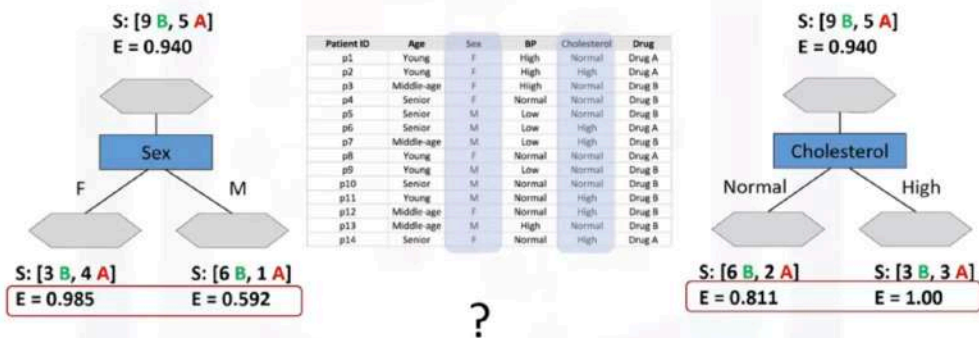 S: [9 B, 5 A]
E = 0.940
Sex
F
M
S: [3 B, 4 A]
S: [6 B, 1 A]
E = 0.985
E = 0.592
Patient ID Age Sex BP Cholesterol Drug
p1 Young F High Normal Drug A
p2 Young F High High Drug A
p3 Middle-age F Hiigh Normal Drug B
p4 Senior F Normal Normal Drug B
p5 Senior M Low Normal Drug B
p6 Senior M Low High Drug A
p7 Middle-age M Low High Drug B
p8 Young F Normal Normal Drug A
p9 Young M Low Normal Drug B
p10 Senior M Normal Normal Drug B
p11 Young M Normal High Drug B
p12 Middle-age F Normal High Drug B
p13 Middle-age M High Normal Drug B
p14 Senior F Normal High Drug A
?
S: [9 B, 5 A]
E = 0.940
Cholesterol
Normal
High
S: [6 B, 2 A]
S: [3 B, 3 A]
E = 0.811
E = 1.00